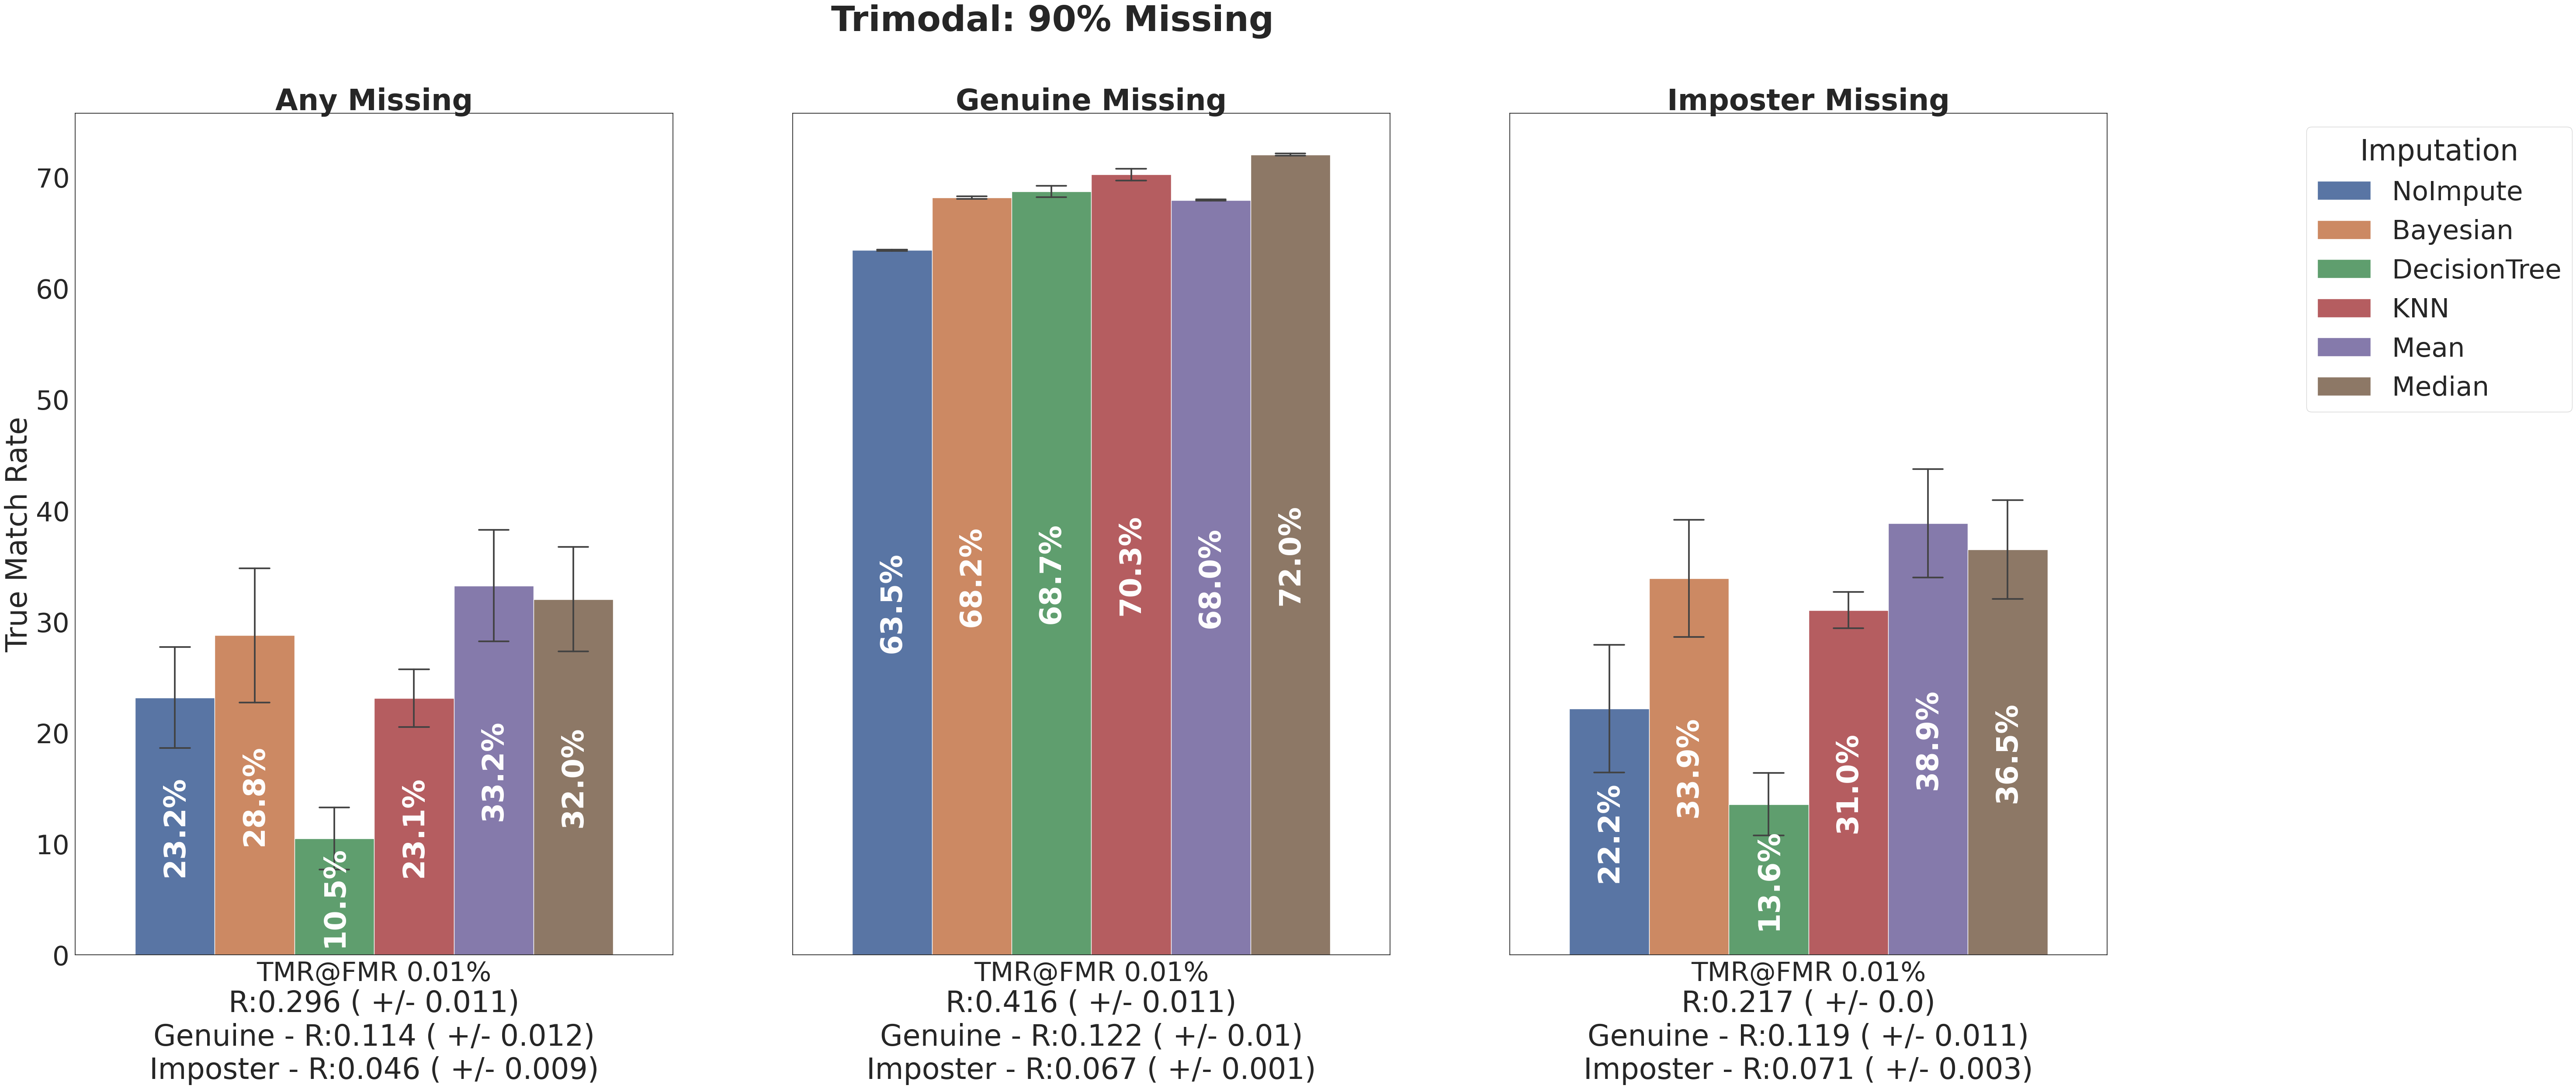 Trimodal: 90% Missing
Any Missing
Genuine Missing
Imposter Missing
True Match Rate
70
60
50
40
30
20
10
0
23.2%
28.8%
10.5%
23.1%
33.2%
32.0%
63.5%
68.2%
68.7%
70.3%
68.0%
72.0%
22.2%
33.9%
13.6%
31.0%
38.9%
36.5%
TMR@FMR 0.01%
R:0.296 ( +/- 0.011)
Genuine - R:0.114 ( +/- 0.012)
Imposter - R:0.046 ( +/- 0.009)
TMR@FMR 0.01%
R:0.416 ( +/- 0.011)
Genuine - R:0.122 ( +/- 0.01)
Imposter - R:0.067 ( +/- 0.001)
TMR@FMR 0.01%
R:0.217 ( +/- 0.0)
Genuine - R:0.119 ( +/- 0.011)
Imposter - R:0.071 ( +/- 0.003)
Imputation
NoImpute
Bayesian
DecisionTree
KNN
Mean
Median